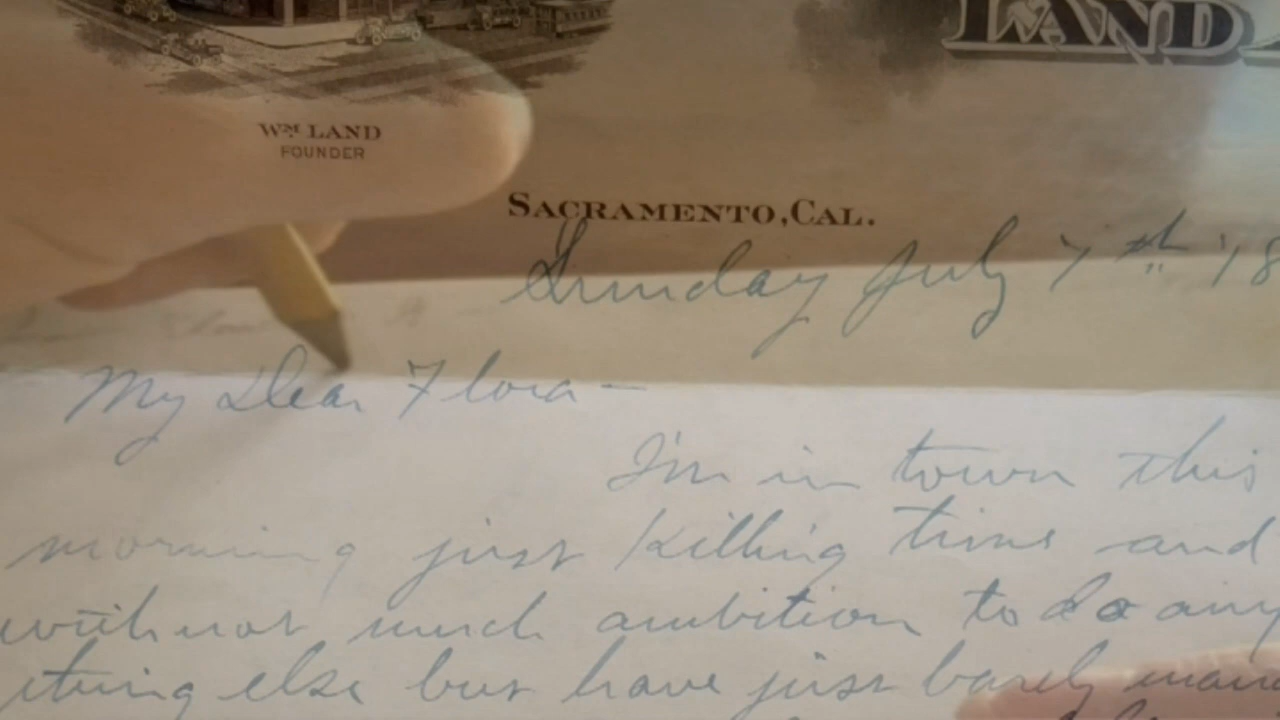 LAND
Wᴹ LAND
FOUNDER
SACRAMENTO, CAL.
Sunday July 7th '18
My Dear Flora—
I'm in town this
morning just killing time and
with not much ambition to do any
thing else but have just barely